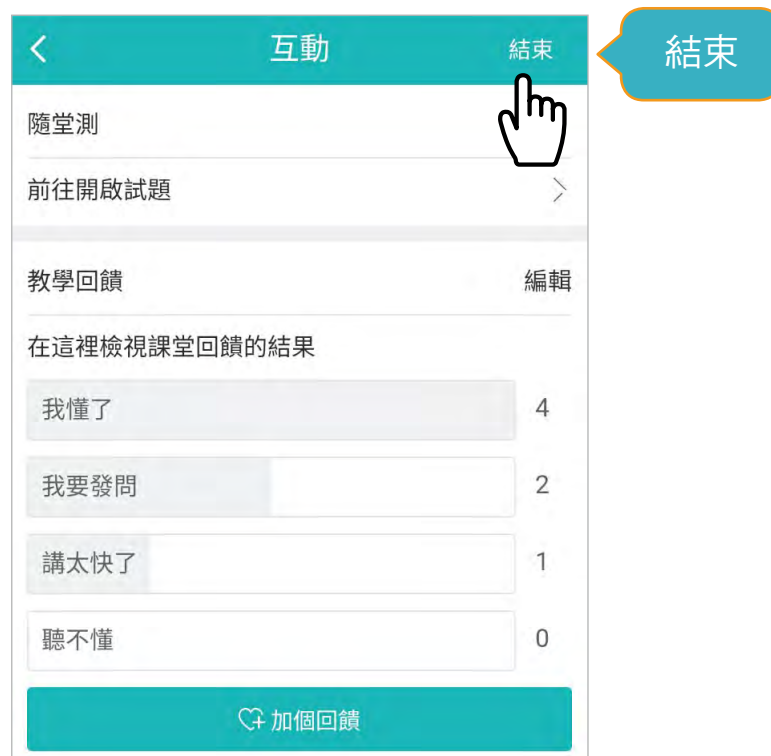 互動
結束
結束
隨堂測
前往開啟試題
教學回饋
編輯
在這裡檢視課堂回饋的結果
我懂了 4
我要發問 2
講太快了 1
聽不懂 0
加個回饋